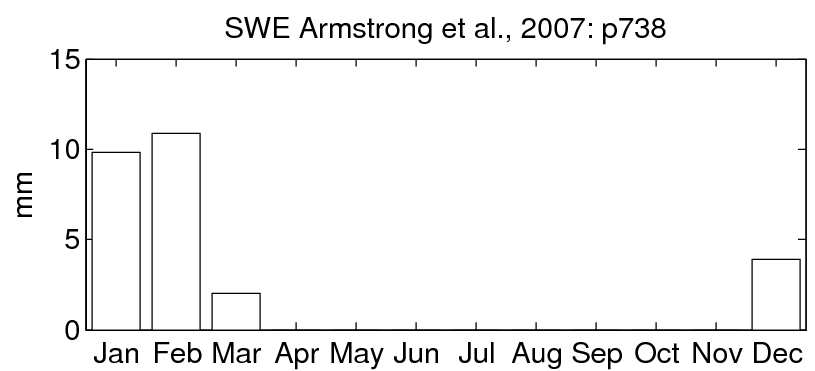 SWE Armstrong et al., 2007: p738
15
10
5
0
mm
Jan Feb Mar Apr May Jun Jul Aug Sep Oct Nov Dec